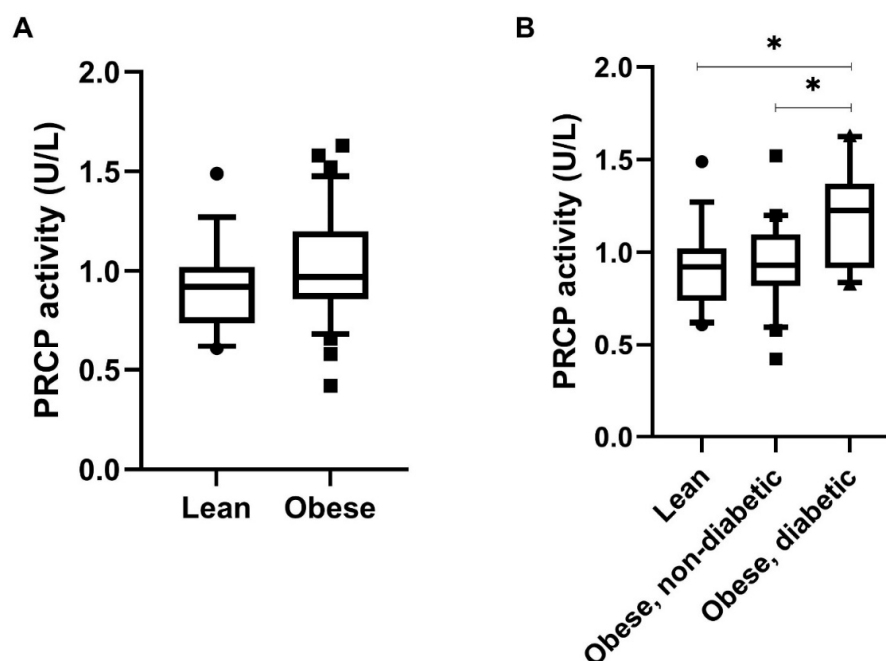 A
PRCP activity (U/L)
2.0
1.5
1.0
0.5
0.0
Lean Obese
B
PRCP activity (U/L)
2.0
1.5
1.0
0.5
0.0
* 
*
Lean
Obese, non-diabetic
Obese, diabetic